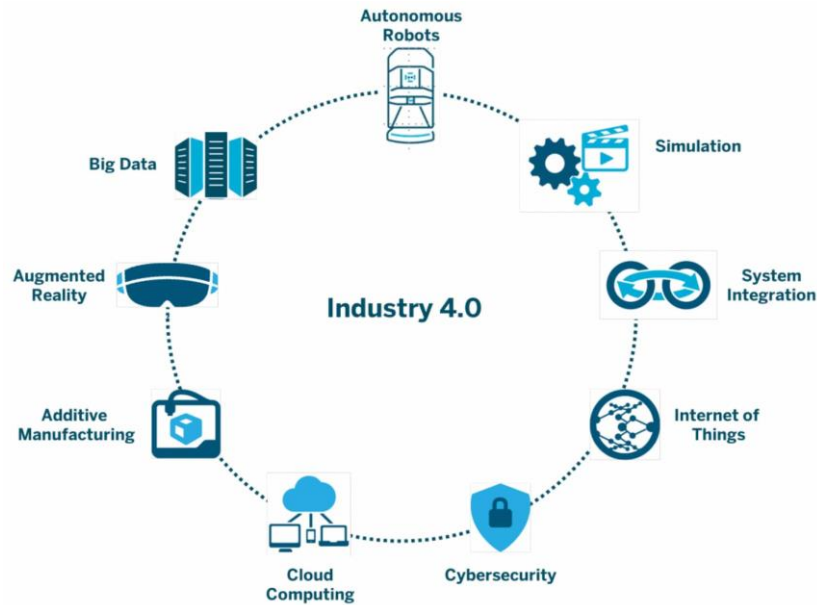 Autonomous
Robots
Simulation
Big Data
System
Integration
Augmented
Reality
Industry 4.0
Internet of
Things
Additive
Manufacturing
Cybersecurity
Cloud
Computing